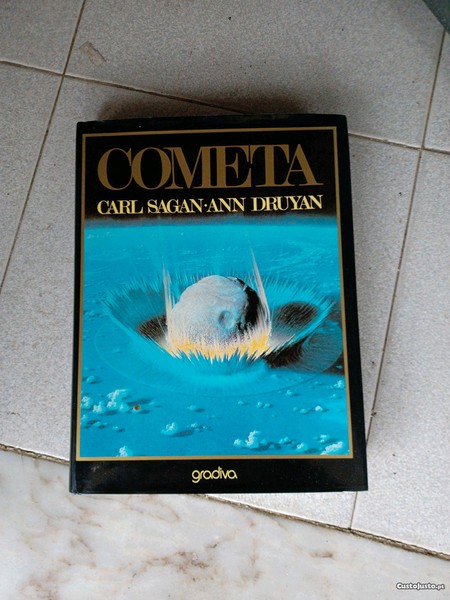 COMETA
CARL SAGAN·ANN DRUYAN
gradiva
CustoJusto.pt